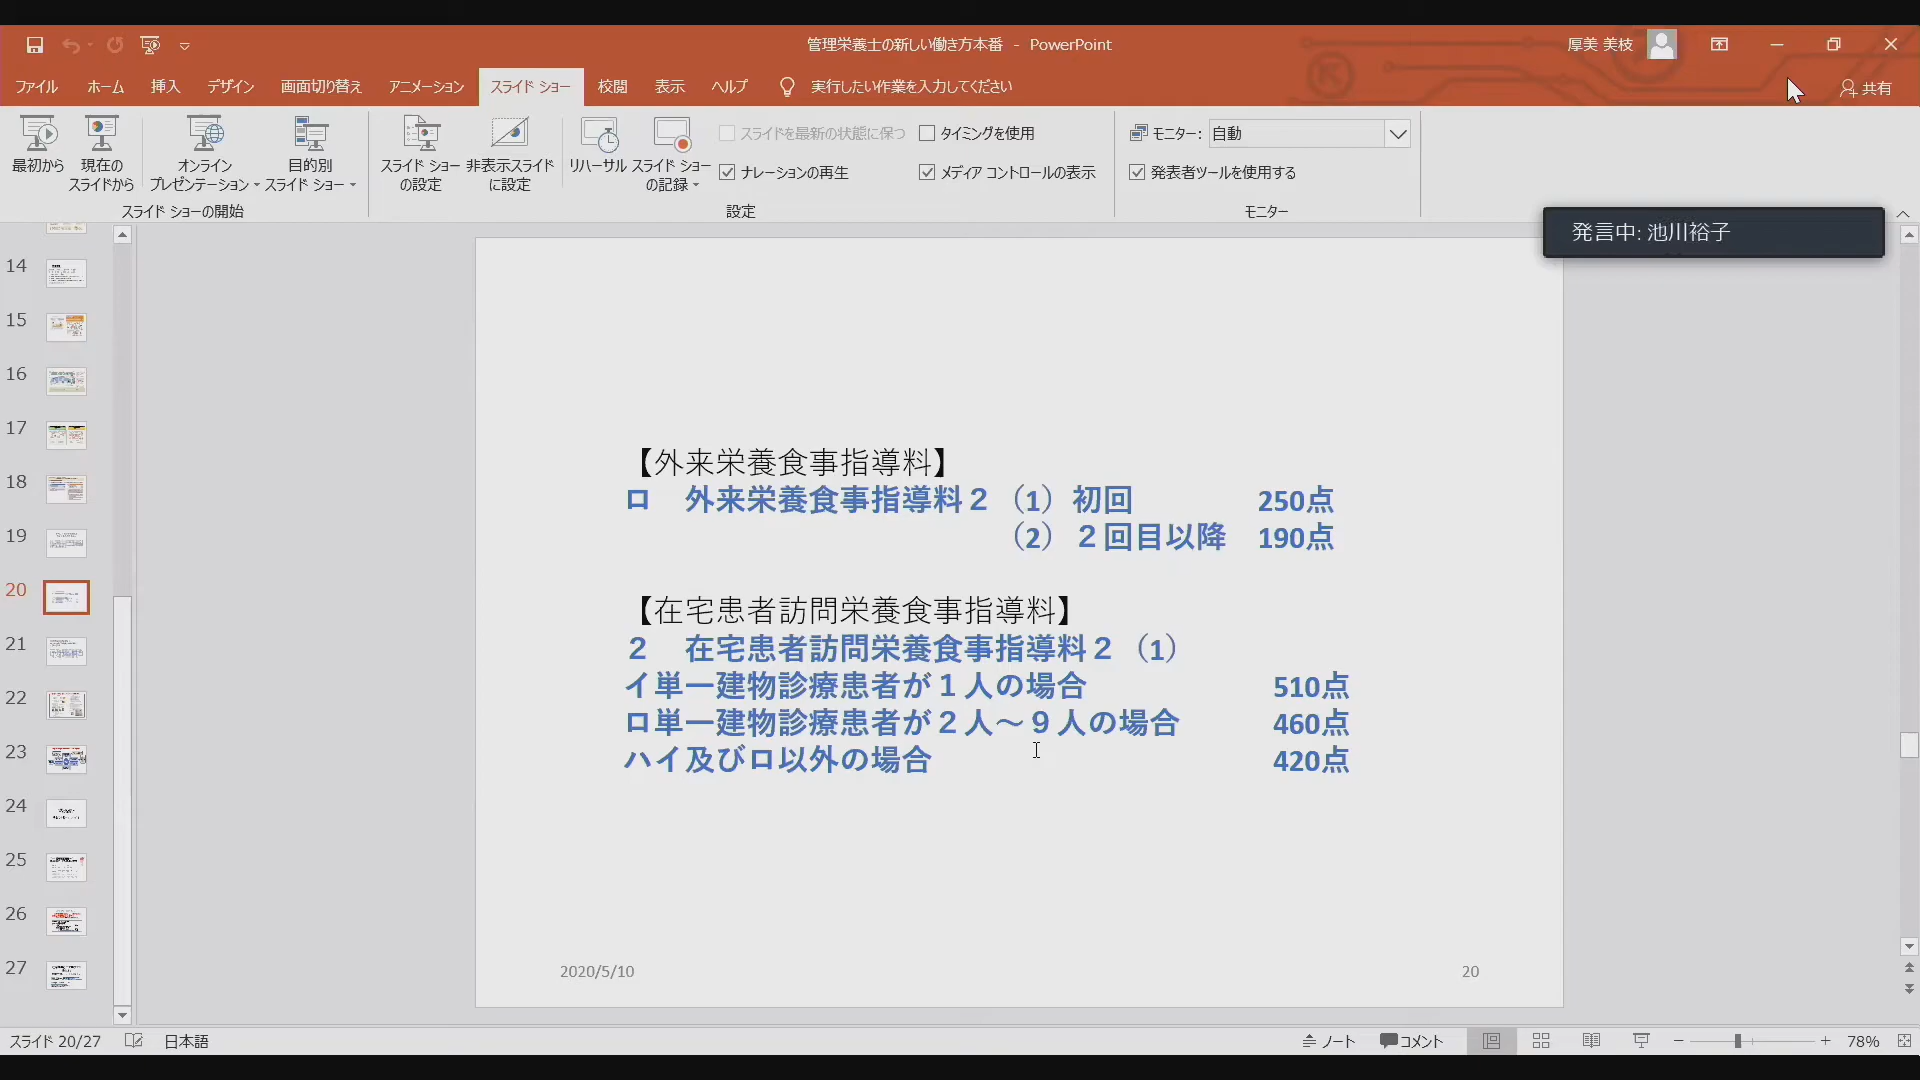 管理栄養士の新しい働き方本番 - PowerPoint
厚美 美枝
ファイル ホーム 挿入 デザイン 画面切り替え アニメーション スライド ショー 校閲 表示 ヘルプ 実行したい作業を入力してください 共有
最初から
現在の
スライドから
オンライン
プレゼンテーション
目的別
スライド ショー
スライド ショーの開始
スライド ショー
の設定
非表示スライド
に設定
リハーサル
スライド ショー
の記録
スライドを最新の状態に保つ
タイミングを使用
ナレーションの再生
メディア コントロールの表示
設定
モニター: 自動
発表者ツールを使用する
モニター
発言中: 池川裕子
14
15
16
17
18
19
20
21
22
23
24
25
26
27
【外来栄養食事指導料】
ロ 外来栄養食事指導料２（1）初回 250点
（2）２回目以降 190点
【在宅患者訪問栄養食事指導料】
２ 在宅患者訪問栄養食事指導料２（1）
イ単一建物診療患者が１人の場合 510点
ロ単一建物診療患者が２人～９人の場合 460点
ハイ及びロ以外の場合 420点
2020/5/10
20
スライド 20/27 日本語 ノート コメント 78%